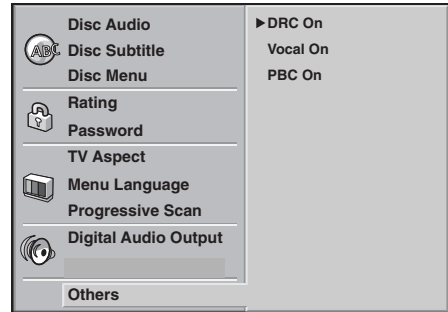 Disc Audio
ABC Disc Subtitle
Disc Menu
Rating
Password
TV Aspect
Menu Language
Progressive Scan
Digital Audio Output
Others
▶DRC On
Vocal On
PBC On